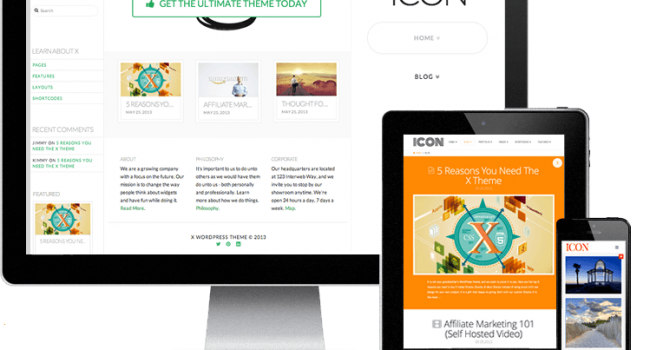 GET THE ULTIMATE THEME TODAY
ICON
Search
HOME
BLOG
LEARN ABOUT X
PAGES
FEATURES
LAYOUTS
SHORTCODES
5 REASONS YO...
MAY 25, 2013
AFFILIATE MAR...
MAY 25, 2013
THOUGHT FO...
MAY 25, 2013
RECENT COMMENTS
JIMMY ON 5 REASONS YOU NEED THE X THEME
KIMMY ON 5 REASONS YOU NEED THE X THEME
FEATURED
5 REASONS YOU N...
ABOUT
We are a growing company
with a focus on the future. Our
mission is to change the way
people think about widgets
and have fun while doing it.
Read More.
PHILOSOPHY
It's important to us do unto
others as we would have them
do unto us - both personally
and professionally. Learn
more about how we do things.
Philosophy.
CORPORATE
Our headquarters are located
at 123 Interweb Way, and we
invite you to stop by our
showroom anytime. We're
open 24 hours a day, 7 days a
week. Map.
X WORDPRESS THEME © 2013
ICON
5 Reasons You Need The
X Theme
CSS
X
5
Affiliate Marketing 101
(Self Hosted Video)
ICON